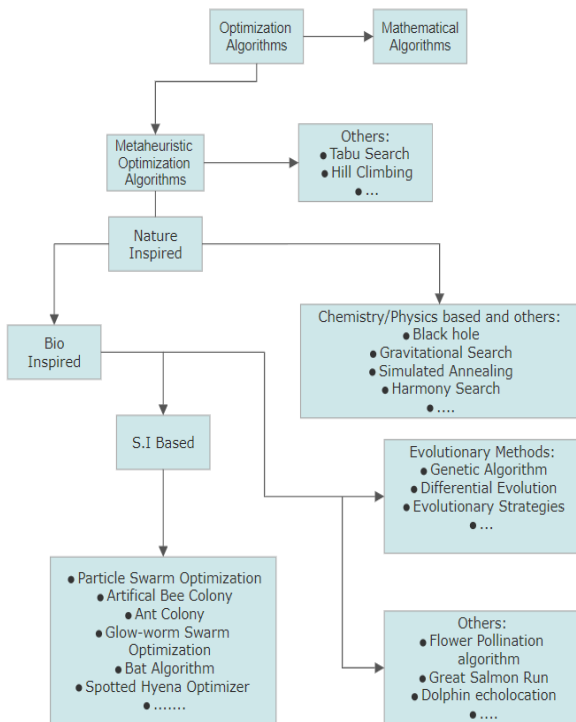 Optimization
Algorithms
Mathematical
Algorithms
Metaheuristic
Optimization
Algorithms
Others:
● Tabu Search
● Hill Climbing
● ...
Nature
Inspired
Bio
Inspired
Chemistry/Physics based and others:
● Black hole
● Gravitational Search
● Simulated Annealing
● Harmony Search
● ....
S.I Based
Evolutionary Methods:
● Genetic Algorithm
● Differential Evolution
● Evolutionary Strategies
● ...
● Particle Swarm Optimization
● Artifical Bee Colony
● Ant Colony
● Glow-worm Swarm
Optimization
● Bat Algorithm
● Spotted Hyena Optimizer
● .......
Others:
● Flower Pollination
algorithm
● Great Salmon Run
● Dolphin echolocation
● ....